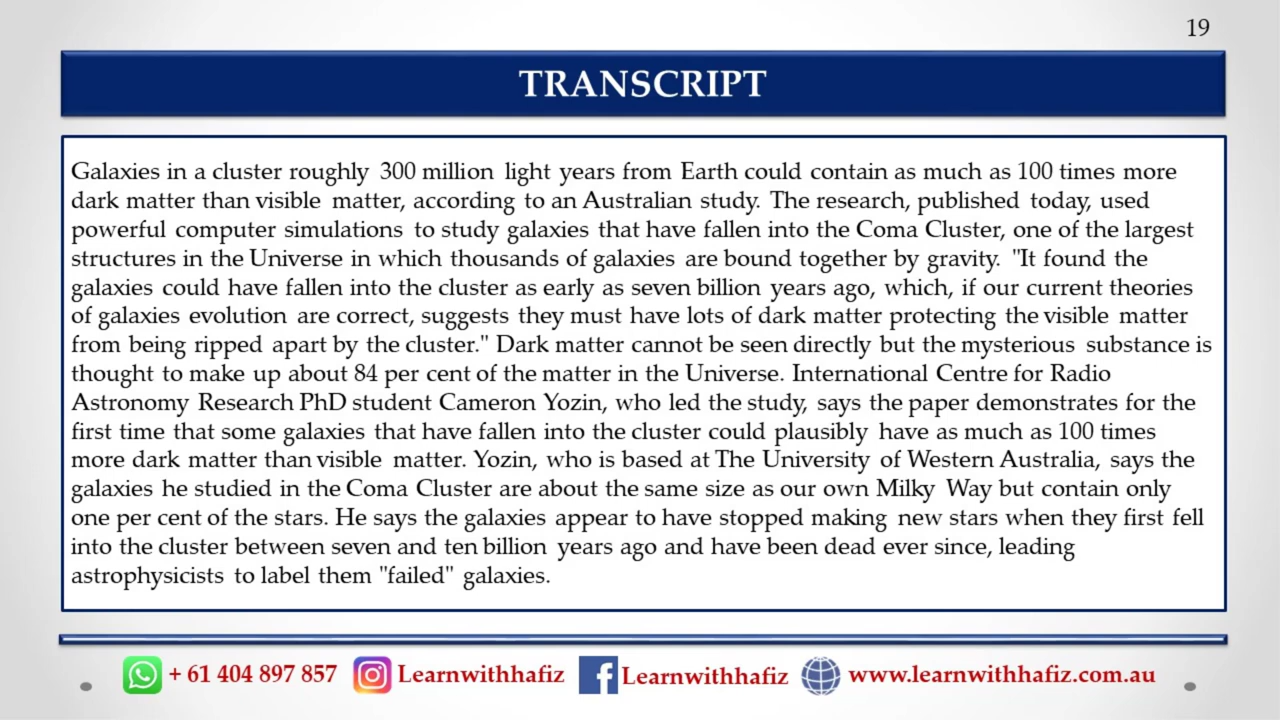 19
TRANSCRIPT
Galaxies in a cluster roughly 300 million light years from Earth could contain as much as 100 times more
dark matter than visible matter, according to an Australian study. The research, published today, used
powerful computer simulations to study galaxies that have fallen into the Coma Cluster, one of the largest
structures in the Universe in which thousands of galaxies are bound together by gravity. "It found the
galaxies could have fallen into the cluster as early as seven billion years ago, which, if our current theories
of galaxies evolution are correct, suggests they must have lots of dark matter protecting the visible matter
from being ripped apart by the cluster." Dark matter cannot be seen directly but the mysterious substance is
thought to make up about 84 per cent of the matter in the Universe. International Centre for Radio
Astronomy Research PhD student Cameron Yozin, who led the study, says the paper demonstrates for the
first time that some galaxies that have fallen into the cluster could plausibly have as much as 100 times
more dark matter than visible matter. Yozin, who is based at The University of Western Australia, says the
galaxies he studied in the Coma Cluster are about the same size as our own Milky Way but contain only
one per cent of the stars. He says the galaxies appear to have stopped making new stars when they first fell
into the cluster between seven and ten billion years ago and have been dead ever since, leading
astrophysicists to label them "failed" galaxies.
+ 61 404 897 857 Learnwithhafiz Learnwithhafiz www.learnwithhafiz.com.au